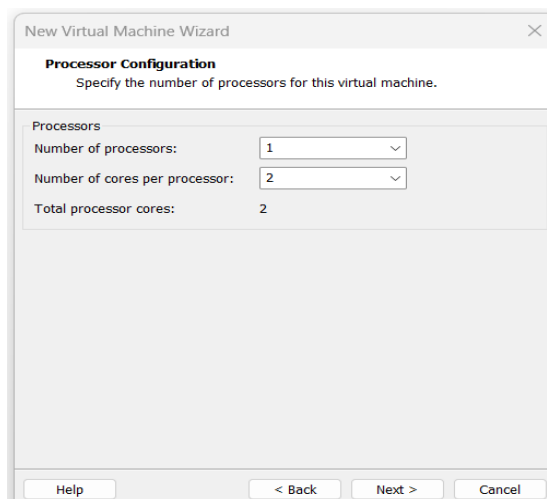 New Virtual Machine Wizard
Processor Configuration
Specify the number of processors for this virtual machine.
Processors
Number of processors: 1
Number of cores per processor: 2
Total processor cores: 2
Help < Back Next > Cancel